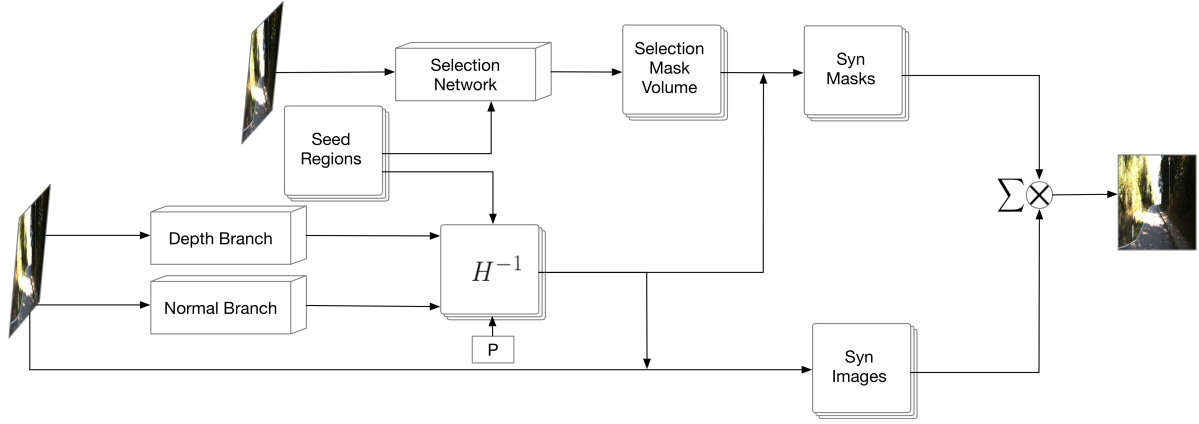 Selection
Network
Selection
Mask
Volume
Syn
Masks
Seed
Regions
Depth Branch
Normal Branch
H⁻¹
P
∑
Syn
Images